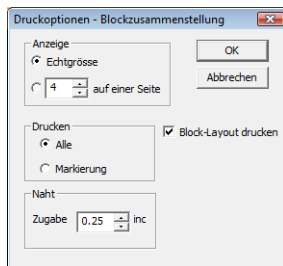 Druckoptionen - Blockzusammenstellung
Anzeige
Echtgrösse
4 auf einer Seite
OK
Abbrechen
Drucken
Alle
Markierung
Block-Layout drucken
Naht
Zugabe 0.25 inc